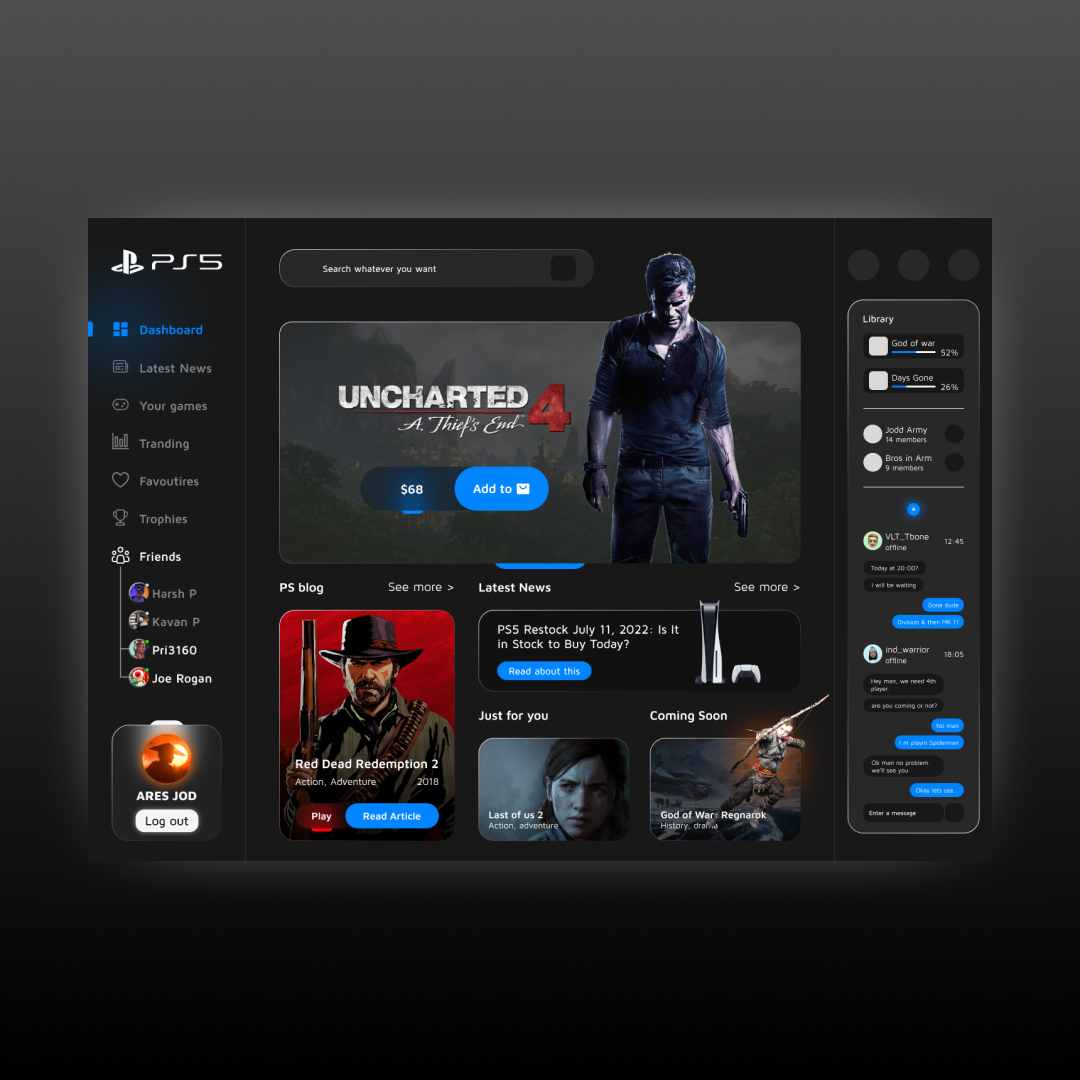 PS5
Dashboard
Latest News
Your games
Tranding
Favoutires
Trophies
Friends
Harsh P
Kavan P
Pri3160
Joe Rogan
ARES JOD
Log out
Search whatever you want
UNCHARTED 4
A Thief's End
$68
Add to
PS blog
See more >
Red Dead Redemption 2
Action, Adventure 2018
Play
Read Article
Latest News
See more >
PS5 Restock July 11, 2022: Is It
in Stock to Buy Today?
Read about this
Just for you
Last of us 2
Action, adventure
Coming Soon
God of War: Regnarok
History, drama
Library
God of war
52%
Days Gone
26%
Jodd Army
14 members
Bros in Arm
9 members
VLT_Tbone
offline
12:45
Today at 20:00?
I will be waiting
Done dude
Division & then MK 11
ind_warrior
offline
18:05
Hey man, we need 4th
player.
are you coming or not?
No man
I m playin Spiderman
Ok man no problem.
we'll see you
Okay lets see...
Enter a message